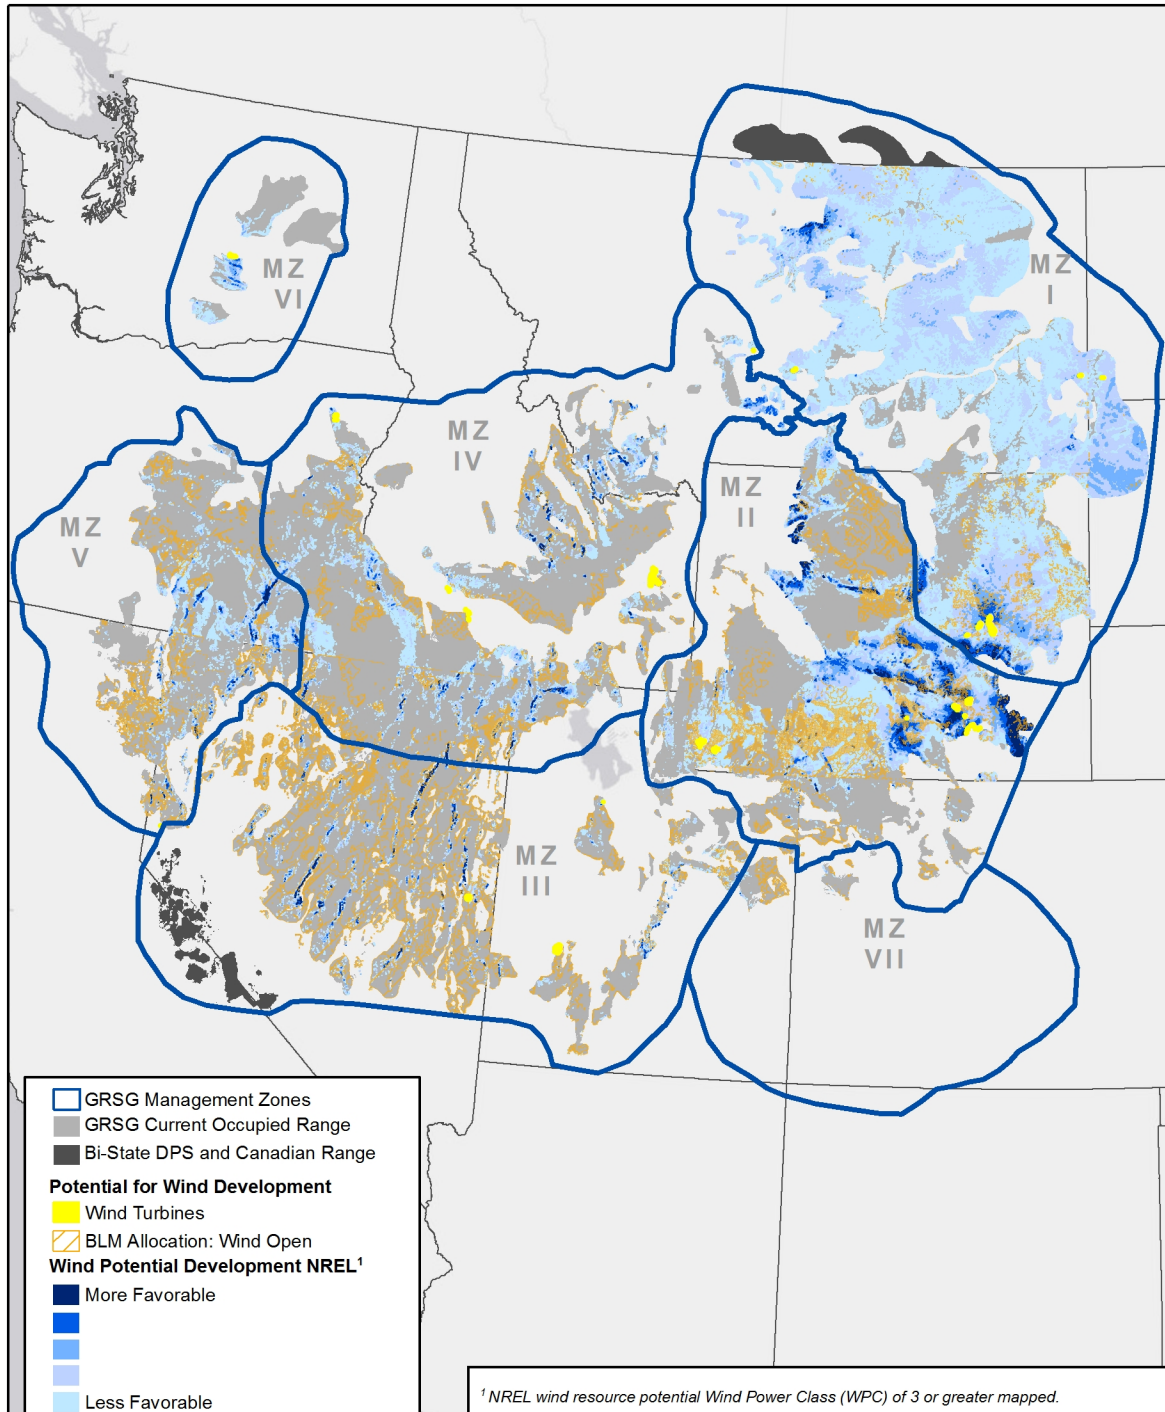 MZ
VI
MZ
I
MZ
IV
MZ
II
MZ
V
MZ
III
MZ
VII
GRSG Management Zones
GRSG Current Occupied Range
Bi-State DPS and Canadian Range
Potential for Wind Development
Wind Turbines
BLM Allocation: Wind Open
Wind Potential Development NREL¹
More Favorable
Less Favorable
¹ NREL wind resource potential Wind Power Class (WPC) of 3 or greater mapped.